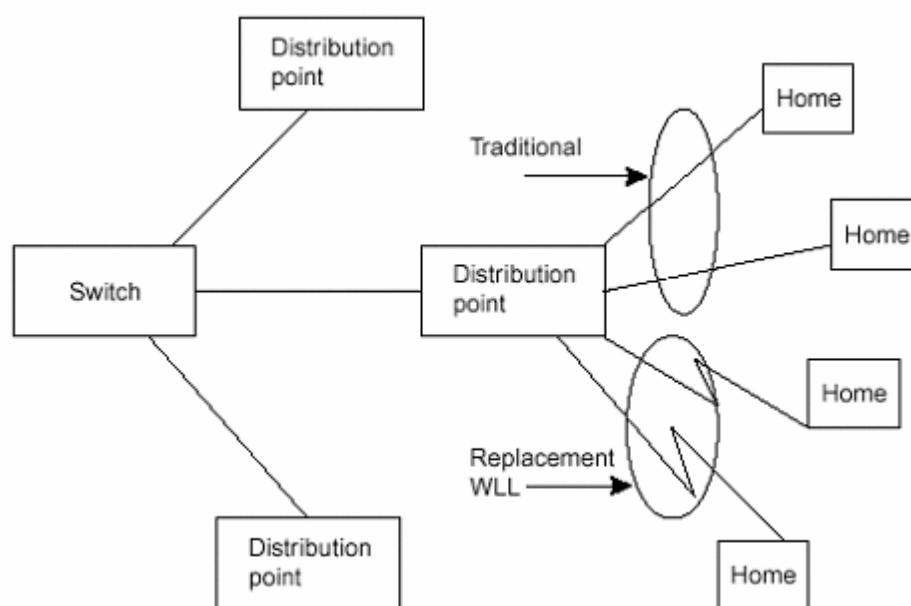 Distribution
point
Home
Traditional
Home
Switch
Distribution
point
Home
Replacement
WLL
Distribution
point
Home